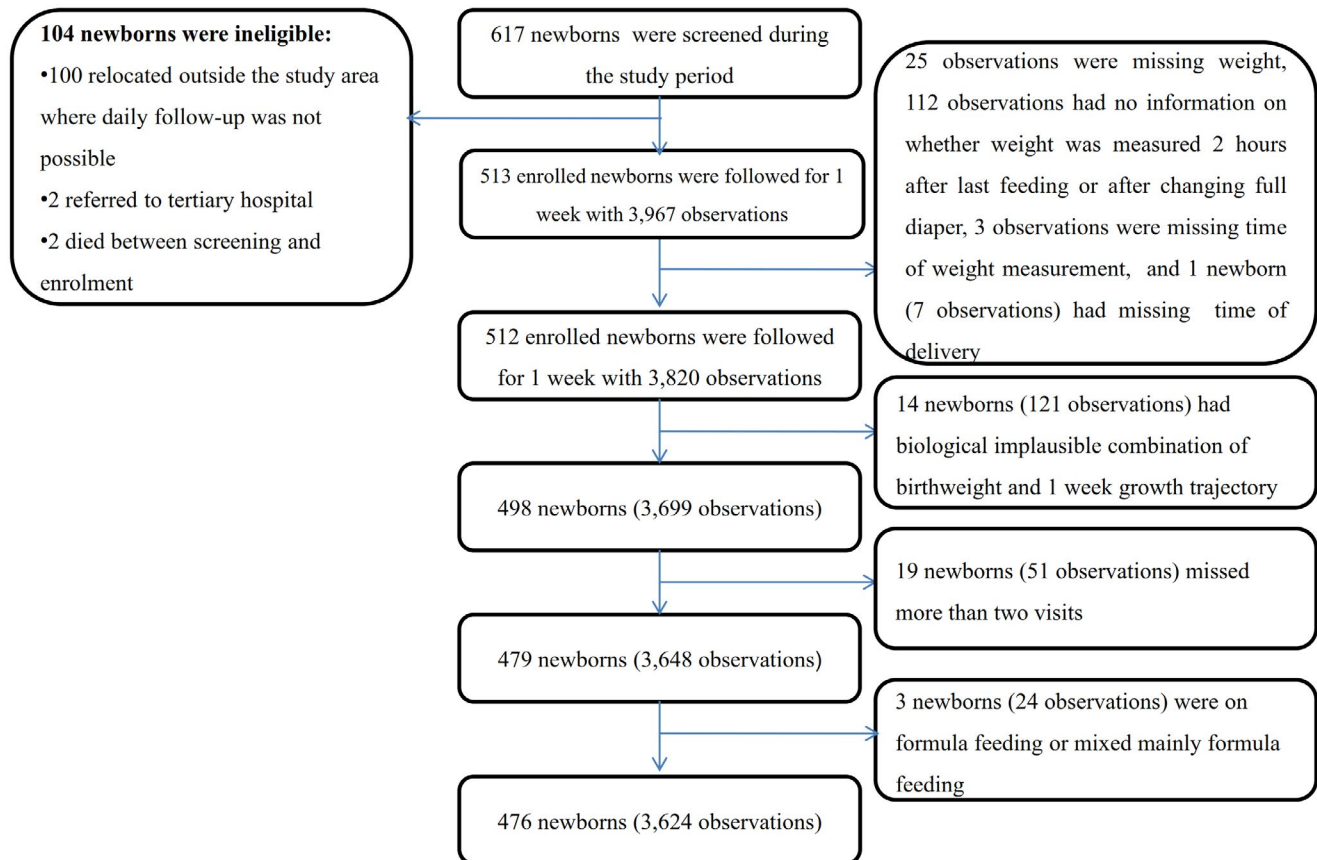 104 newborns were ineligible:
•100 relocated outside the study area
where daily follow-up was not
possible
•2 referred to tertiary hospital
•2 died between screening and
enrolment
617 newborns were screened during
the study period
25 observations were missing weight,
112 observations had no information on
whether weight was measured 2 hours
after last feeding or after changing full
diaper, 3 observations were missing time
of weight measurement, and 1 newborn
(7 observations) had missing time of
delivery
513 enrolled newborns were followed for 1
week with 3,967 observations
512 enrolled newborns were followed
for 1 week with 3,820 observations
14 newborns (121 observations) had
biological implausible combination of
birthweight and 1 week growth trajectory
498 newborns (3,699 observations)
19 newborns (51 observations) missed
more than two visits
479 newborns (3,648 observations)
3 newborns (24 observations) were on
formula feeding or mixed mainly formula
feeding
476 newborns (3,624 observations)